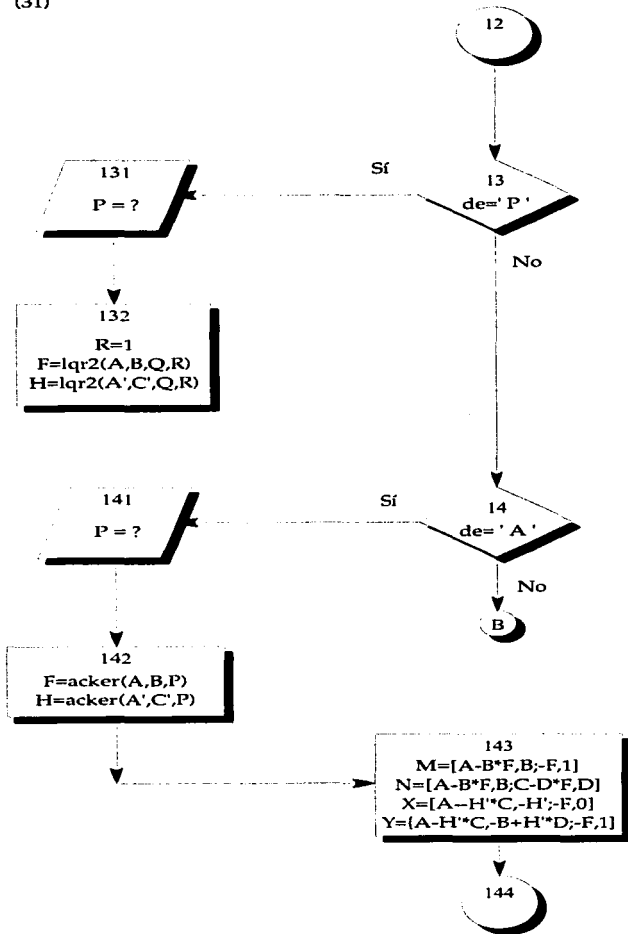 (31)
12
Sí
13
de=' P '
No
131
P = ?
132
R=1
F=lqr2(A,B,Q,R)
H=lqr2(A',C',Q,R)
Sí
14
de= ' A '
No
B
141
P = ?
142
F=acker(A,B,P)
H=acker(A',C',P)
143
M=[A-B*F,B;-F,1]
N=[A-B*F,B;C-D*F,D]
X=[A--H'*C,-H';-F,0]
Y=[A-H'*C,-B+H'*D;-F,1]
144